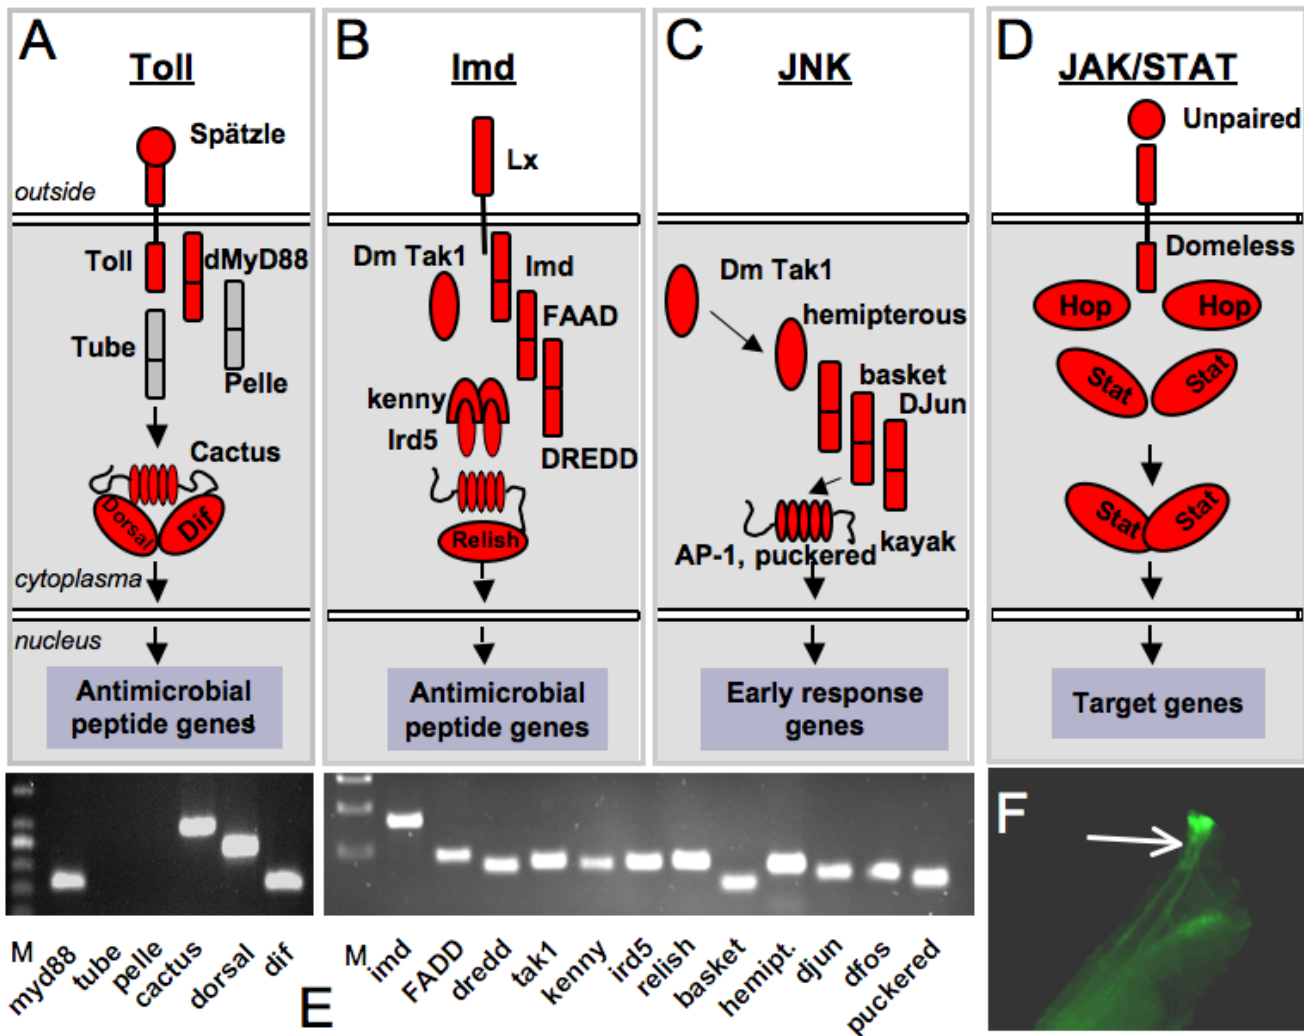 A
Toll
Spätzle
outside
Toll
dMyD88
Tube
Pelle
Cactus
Dorsal
Dif
cytoplasma
nucleus
Antimicrobial
peptide genes
B
Imd
Lx
Dm Tak1
Imd
FAAD
kenny
Ird5
DREDD
Relish
Antimicrobial
peptide genes
C
JNK
Dm Tak1
hemipterous
basket
DJun
AP-1, puckered
kayak
Early response
genes
D
JAK/STAT
Unpaired
Domeless
Hop
Hop
Stat
Stat
Stat
Stat
Target genes
M
myd88
tube
pelle
cactus
dorsal
dif
E
M
imd
FADD
dredd
tak1
kenny
ird5
relish
basket
hemipt.
djun
dfos
puckered
F